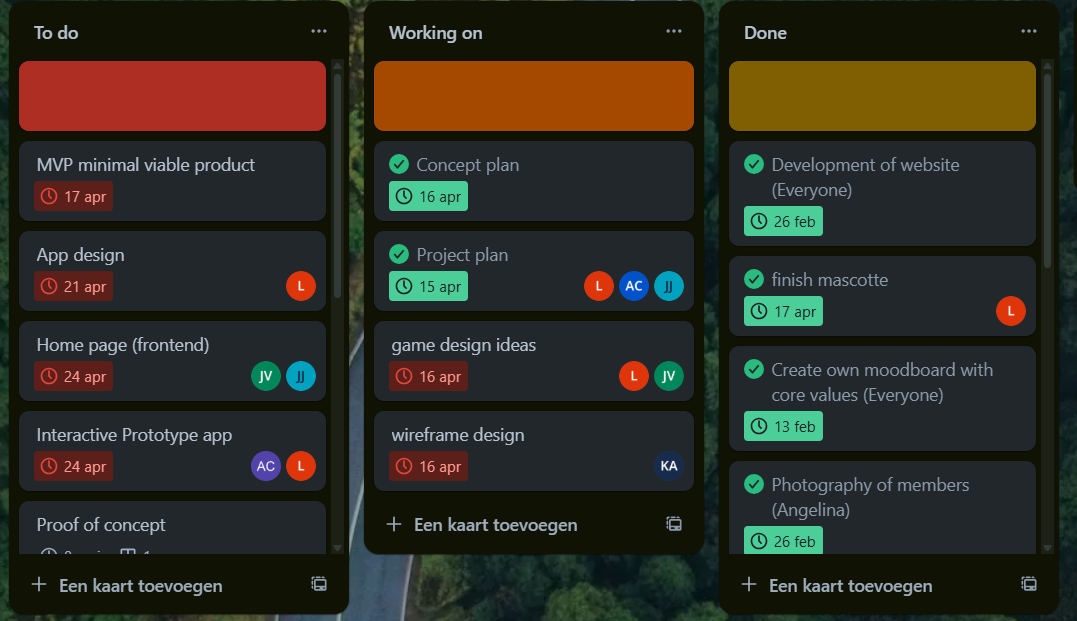 To do
MVP minimal viable product
17 apr
App design
21 apr
L
Home page (frontend)
24 apr
JV
JJ
Interactive Prototype app
24 apr
AC
L
Proof of concept
Een kaart toevoegen
Working on
Concept plan
16 apr
Project plan
15 apr
L
AC
JJ
game design ideas
16 apr
L
JV
wireframe design
16 apr
KA
Een kaart toevoegen
Done
Development of website
(Everyone)
26 feb
finish mascotte
17 apr
L
Create own moodboard with
core values (Everyone)
13 feb
Photography of members
(Angelina)
26 feb
Een kaart toevoegen